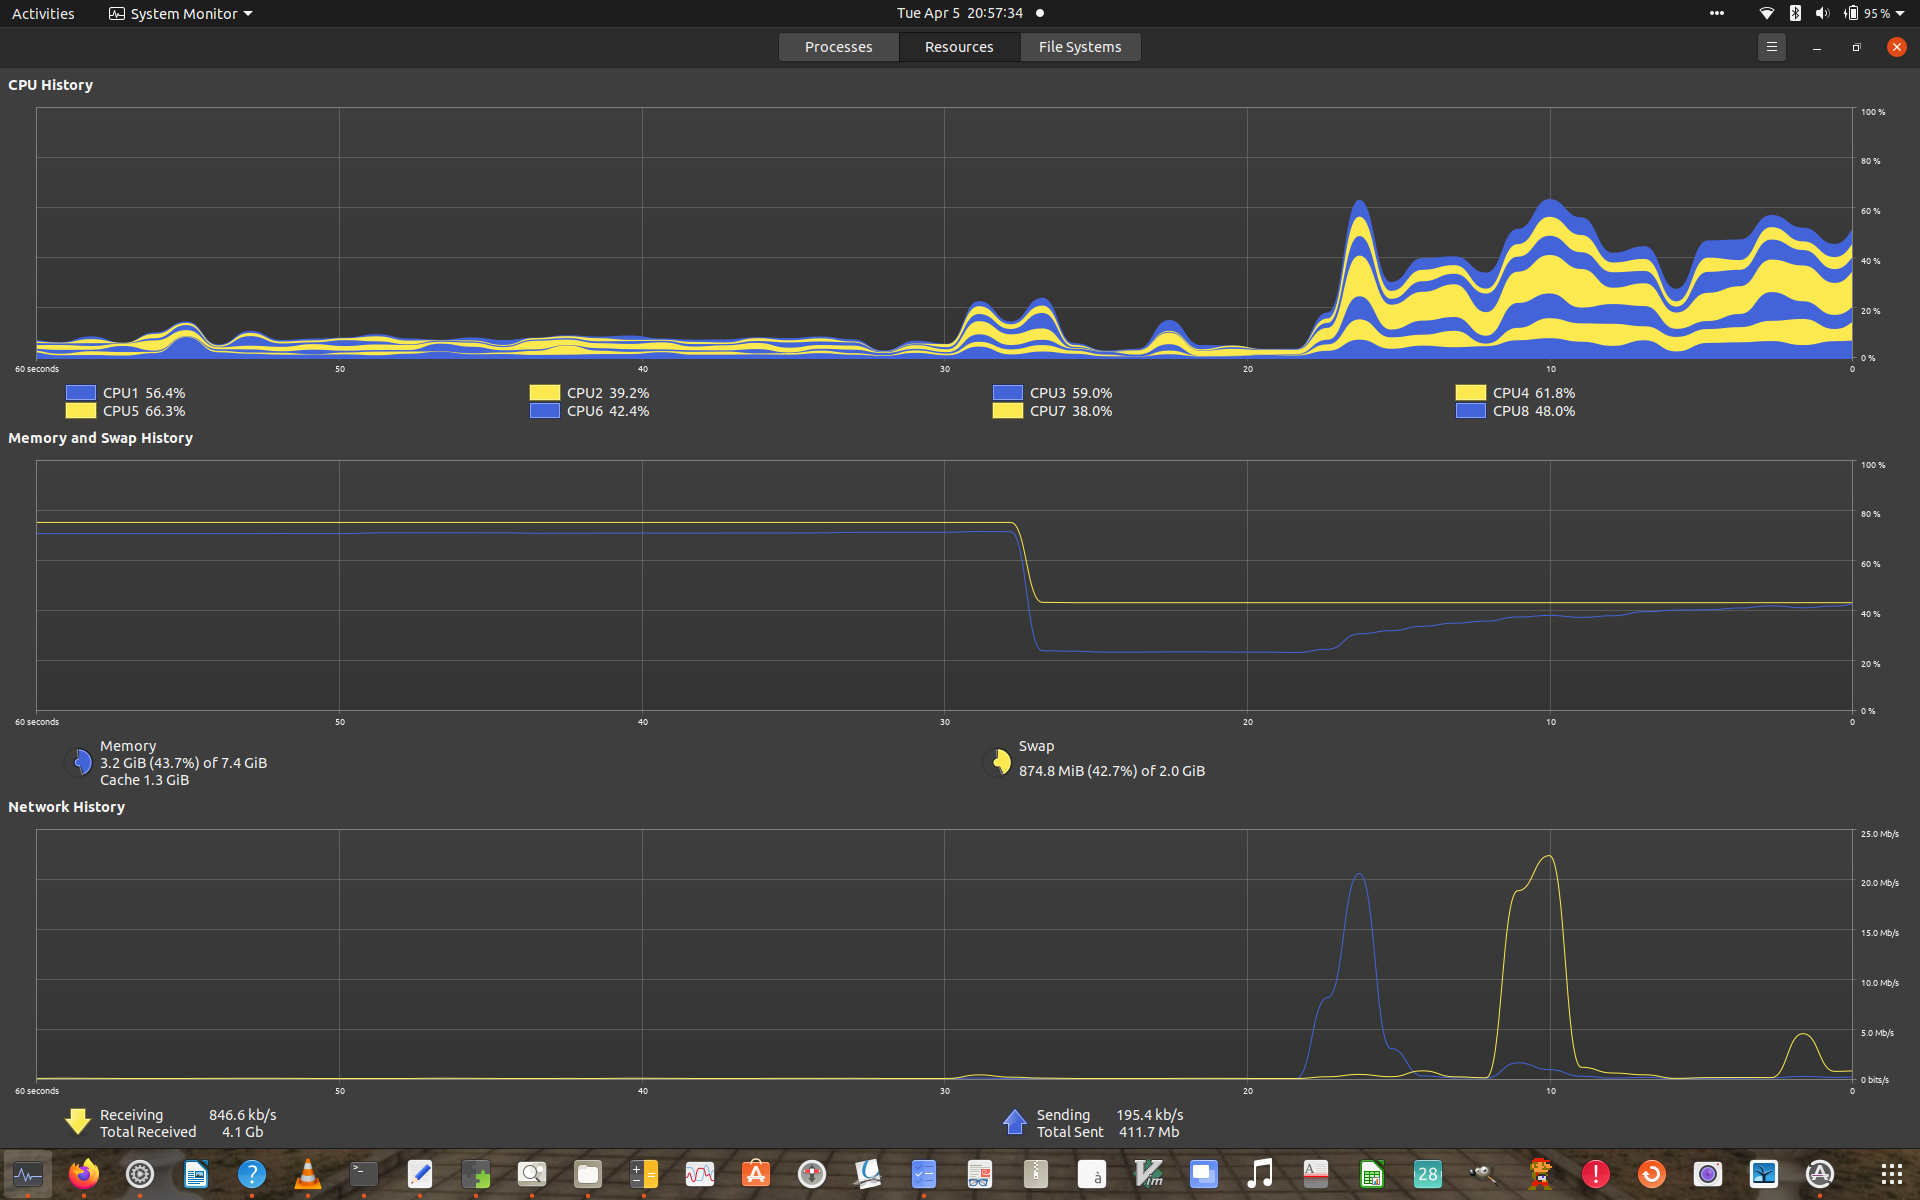 Activities System Monitor Tue Apr 5 20:57:34 95 %
Processes Resources File Systems
CPU History
100 %
80 %
60 %
40 %
20 %
0 %
60 seconds 50 40 30 20 10 0
CPU1 56.4% CPU2 39.2% CPU3 59.0% CPU4 61.8%
CPU5 66.3% CPU6 42.4% CPU7 38.0% CPU8 48.0%
Memory and Swap History
100 %
80 %
60 %
40 %
20 %
0 %
60 seconds 50 40 30 20 10 0
Memory
3.2 GiB (43.7%) of 7.4 GiB
Cache 1.3 GiB
Swap
874.8 MiB (42.7%) of 2.0 GiB
Network History
25.0 Mb/s
20.0 Mb/s
15.0 Mb/s
10.0 Mb/s
5.0 Mb/s
0 bits/s
60 seconds 50 40 30 20 10 0
Receiving 846.6 kb/s
Total Received 4.1 Gb
Sending 195.4 kb/s
Total Sent 411.7 Mb
? >_ A à Vim A 28 !